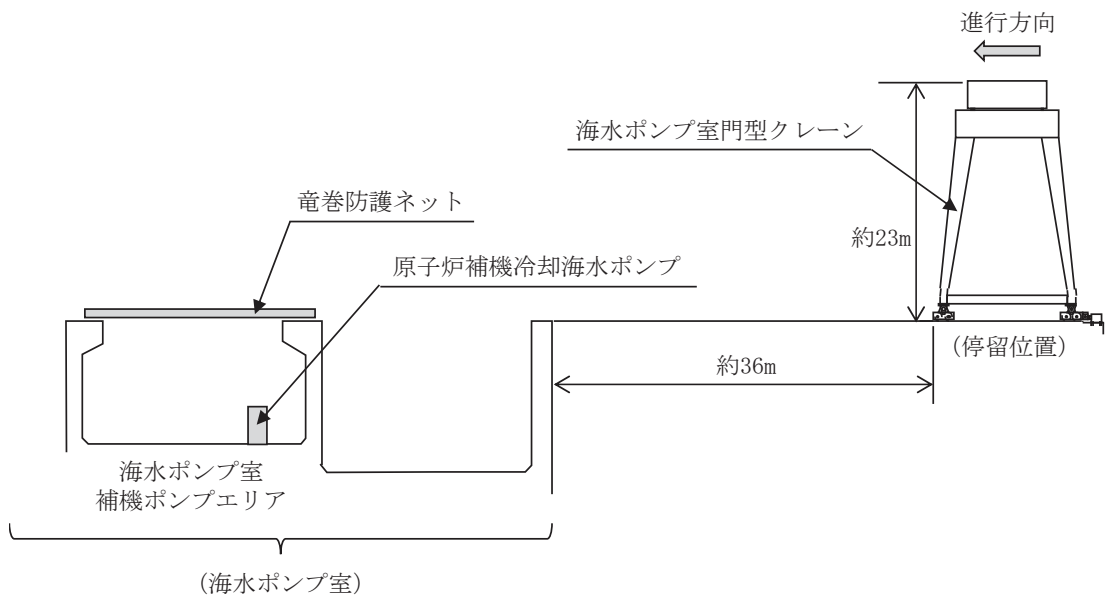 進行方向
海水ポンプ室門型クレーン
竜巻防護ネット
約23m
原子炉補機冷却海水ポンプ
(停留位置)
約36m
海水ポンプ室
補機ポンプエリア
(海水ポンプ室)